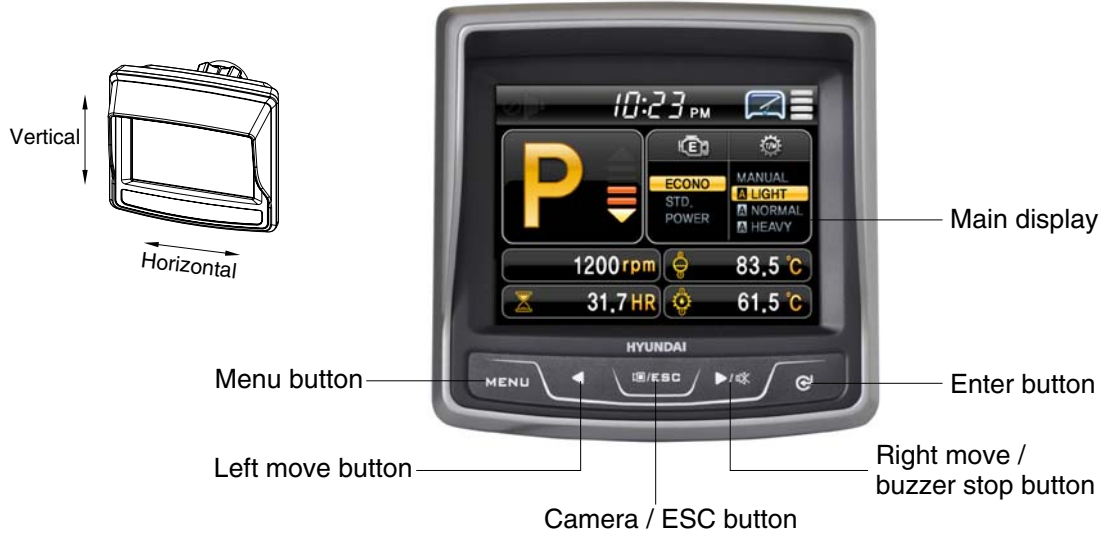 Vertical
Horizontal
10:23 PM
P
E
T/M
ECONO
STD.
POWER
MANUAL
A LIGHT
A NORMAL
A HEAVY
1200 rpm
83.5 °C
31.7 HR
61.5 °C
HYUNDAI
MENU
/ESC
/
Main display
Menu button
Enter button
Left move button
Right move /
buzzer stop button
Camera / ESC button